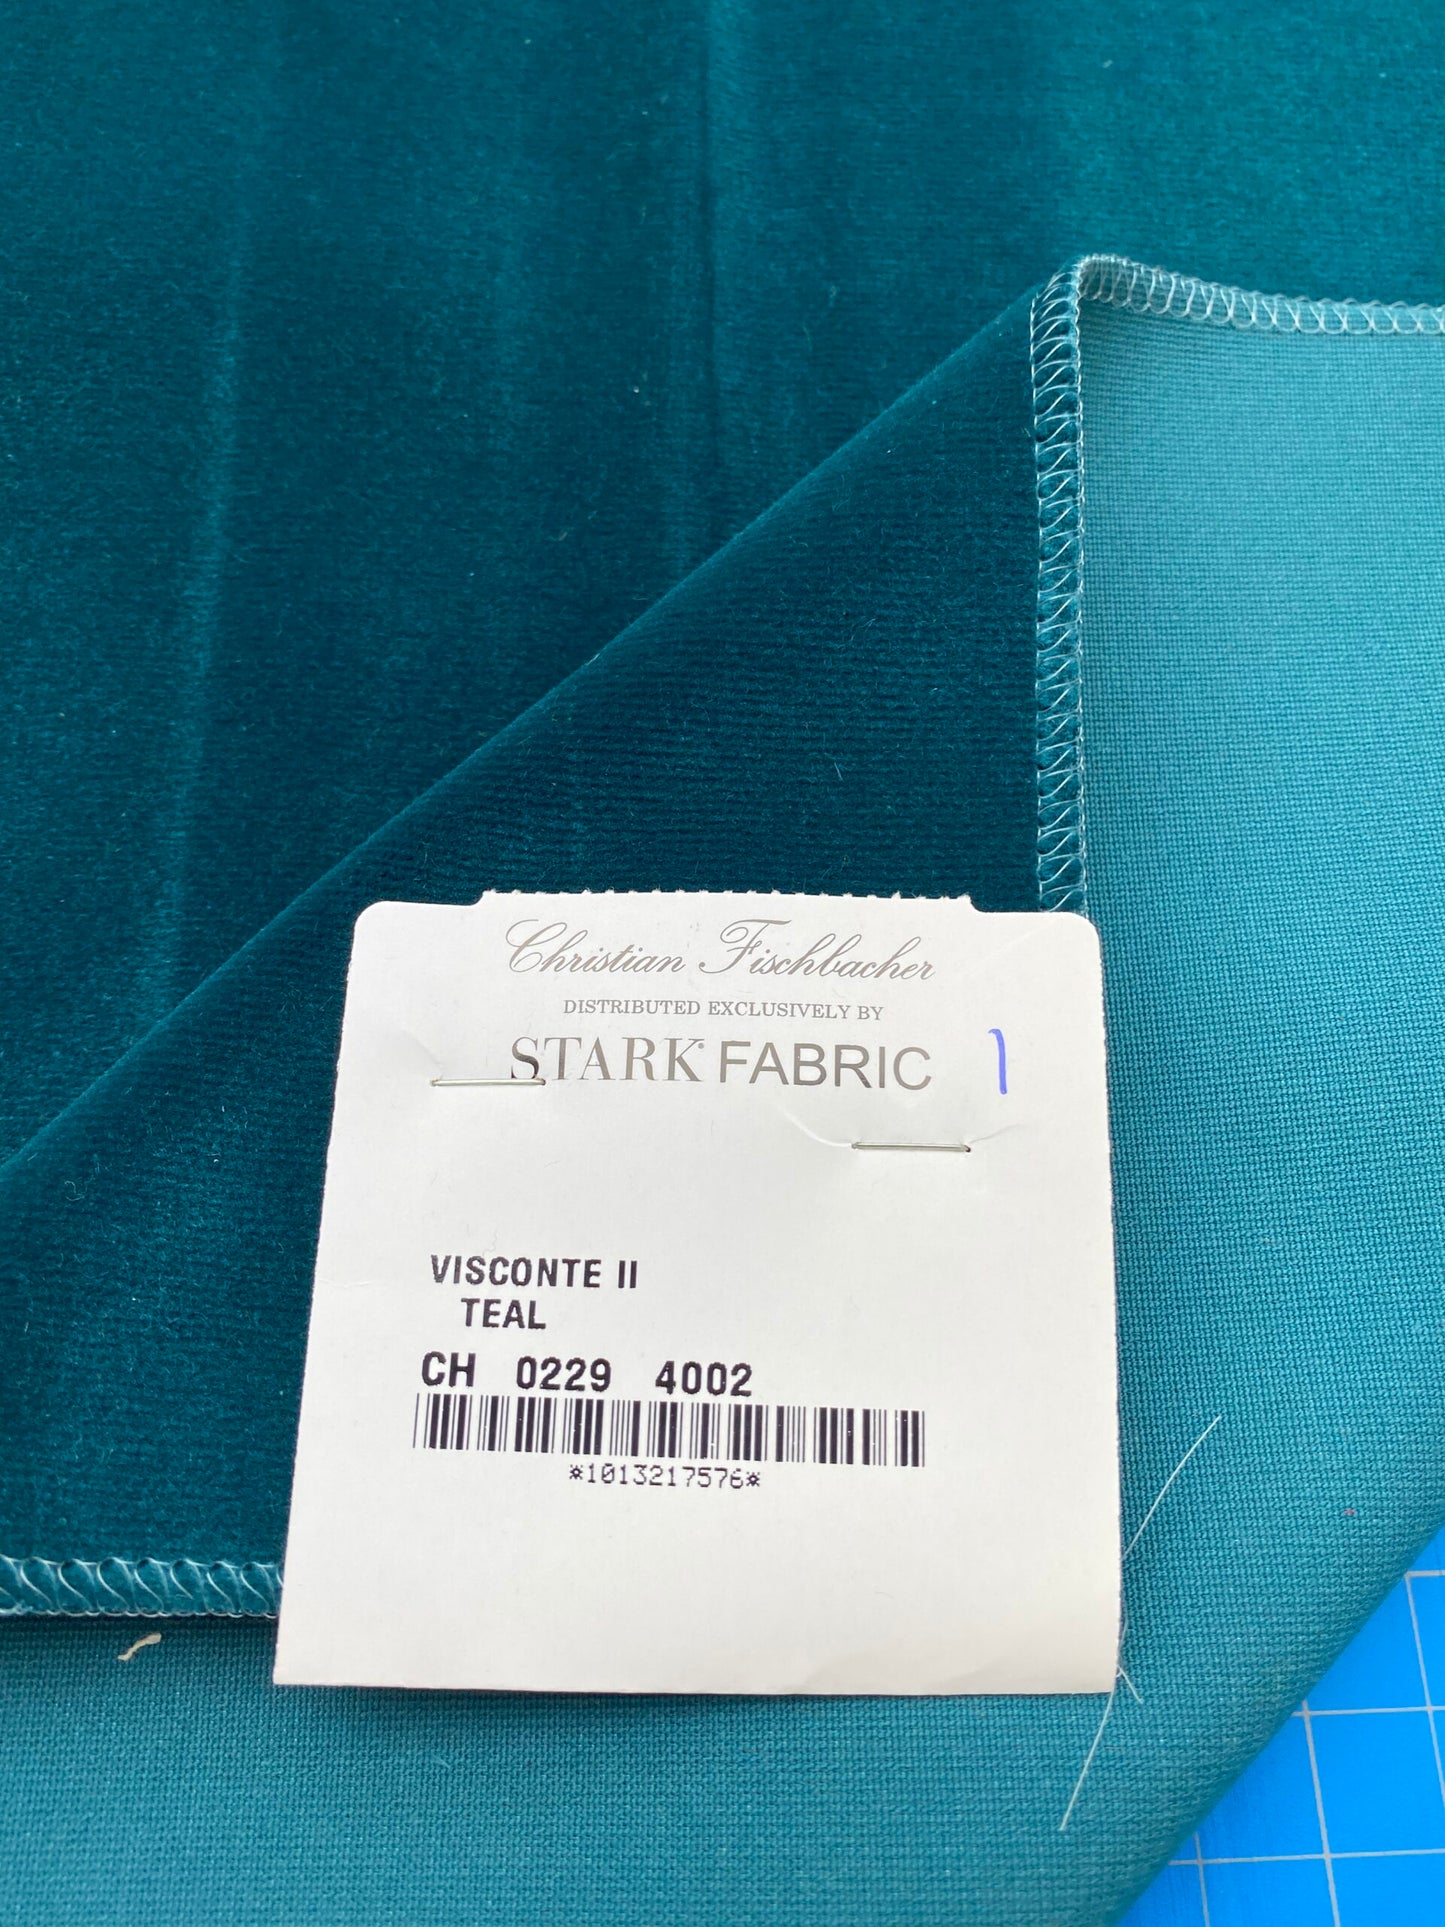 Christian Fischbacher
DISTRIBUTED EXCLUSIVELY BY
STARK® FABRIC 1
VISCONTE II
TEAL
CH 0229 4002
*1013217576*